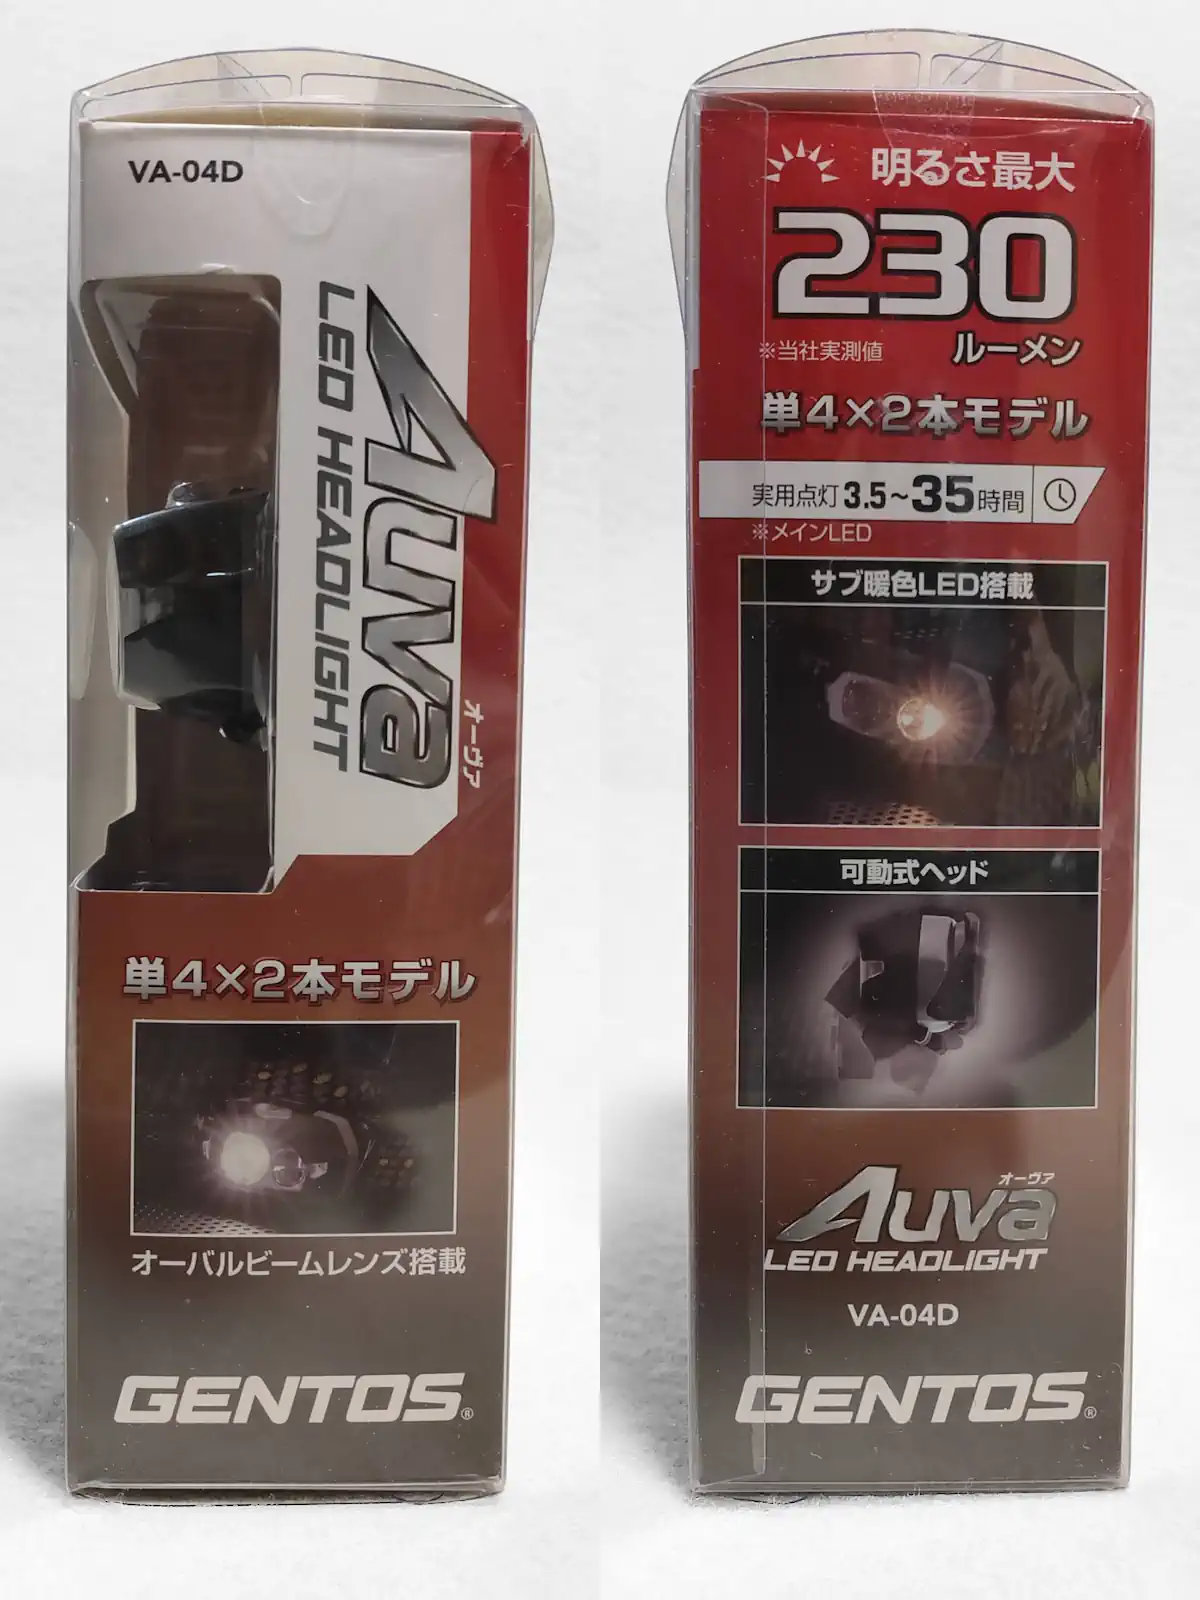 VA-04D
Auva
オーヴァ
LED HEADLIGHT
単4×2本モデル
オーバルビームレンズ搭載
GENTOS®
明るさ最大
230
ルーメン
※当社実測値
単4×2本モデル
実用点灯3.5~35時間
※メインLED
サブ暖色LED搭載
可動式ヘッド
オーヴァ
Auva
LED HEADLIGHT
VA-04D
GENTOS®